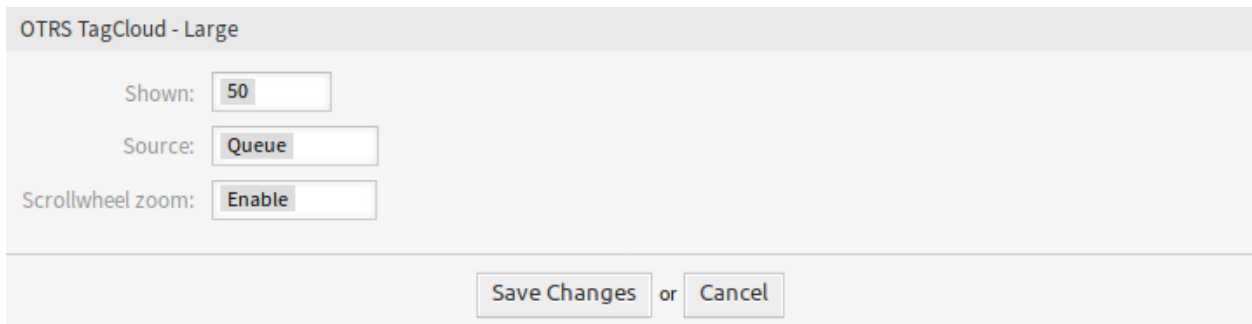 OTRS TagCloud - Large
Shown: 50
Source: Queue
Scrollwheel zoom: Enable
Save Changes or Cancel